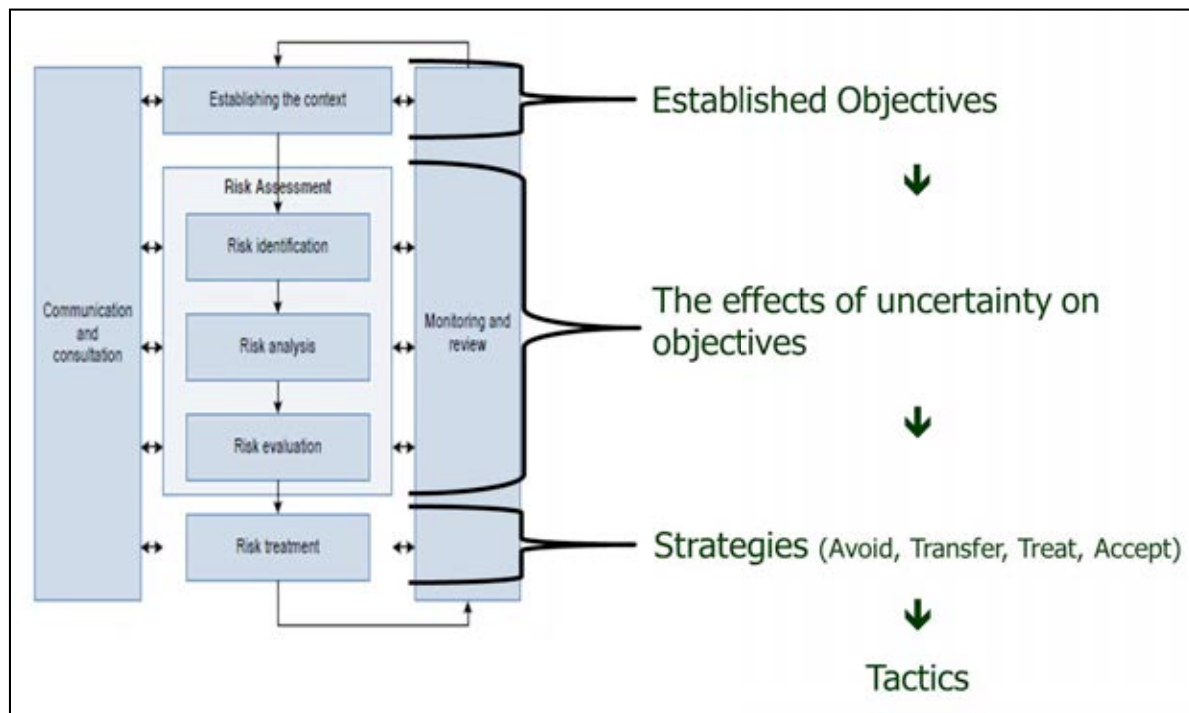 Establishing the context
Risk Assessment
Risk identification
Communication
and
consultation
Risk analysis
Monitoring and
review
Risk evaluation
Risk treatment
Established Objectives
The effects of uncertainty on
objectives
Strategies (Avoid, Transfer, Treat, Accept)
Tactics